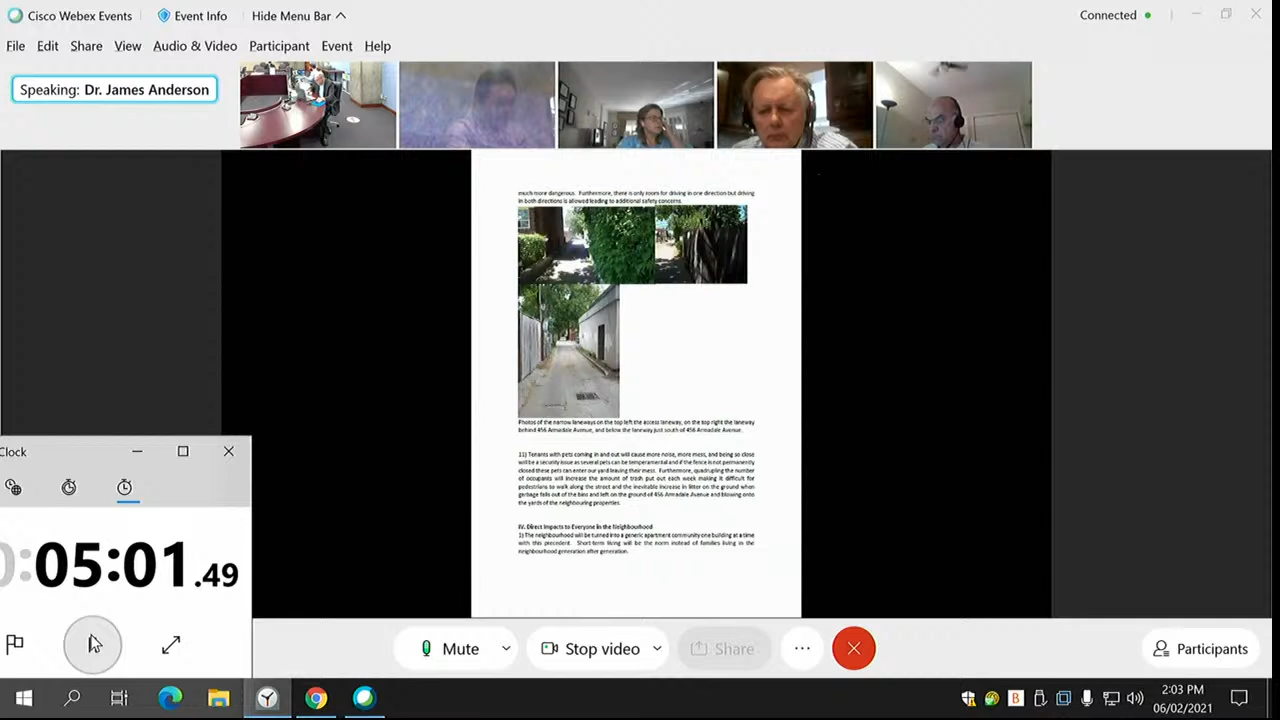 Cisco Webex Events
Event Info
Hide Menu Bar
Connected
File Edit Share View Audio & Video Participant Event Help
Speaking: Dr. James Anderson
much more dangerous. Furthermore, there is only room for driving in one direction but driving
in both directions is allowed leading to additional safety concerns.
Photos of the narrow laneways on the top left the access laneway, on the top right the laneway
behind 456 Armadale Avenue, and below the laneway just south of 456 Armadale Avenue.
11) Tenants with pets coming in and out will cause more noise, more mess, and being so close
will be a security issue as several pets can be temperamental and if the fence is not permanently
closed these pets can enter our yard leaving their mess. Furthermore, quadrupling the number
of occupants will increase the amount of trash put out each week making it difficult for
pedestrians to walk along the street and the inevitable increase in litter on the ground when
garbage falls out of the bins and left on the ground of 456 Armadale Avenue and blowing onto
the yards of the neighbouring properties.
IV. Direct Impacts to Everyone in the Neighbourhood
1) The neighbourhood will be turned into a generic apartment community one building at a time
with this precedent. Short-term living will be the norm instead of families living in the
neighbourhood generation after generation.
Clock
0:05:01.49
Mute
Stop video
Share
Participants
2:03 PM
06/02/2021